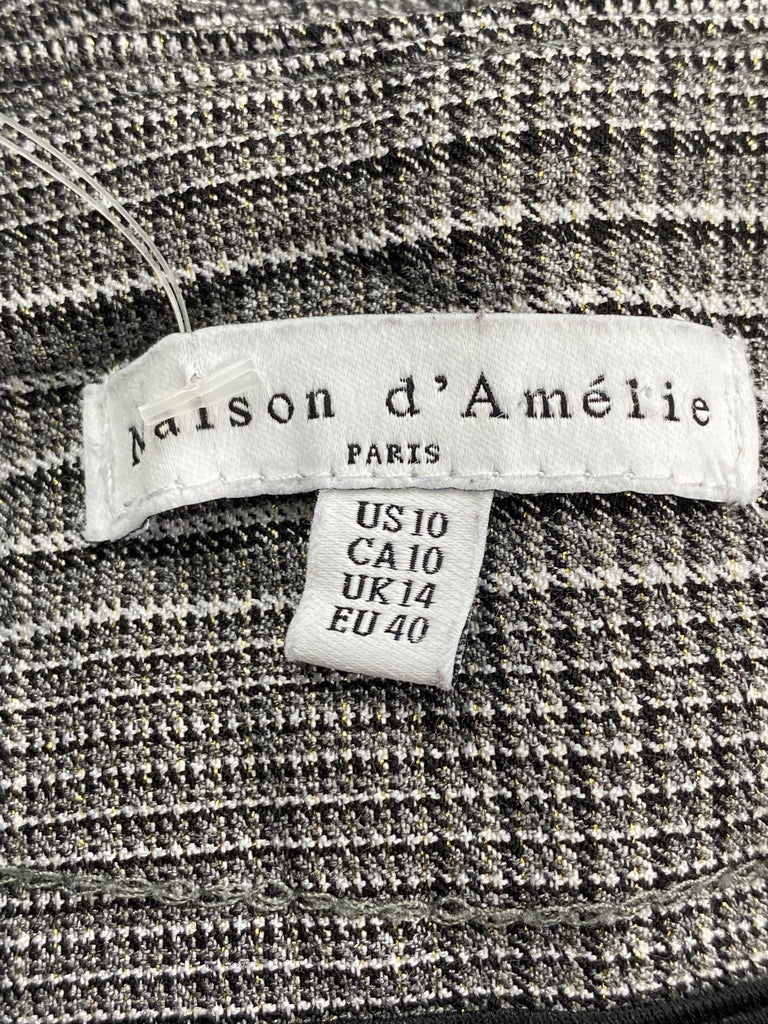 Maison d'Amélie
PARIS
US 10
CA 10
UK 14
EU 40